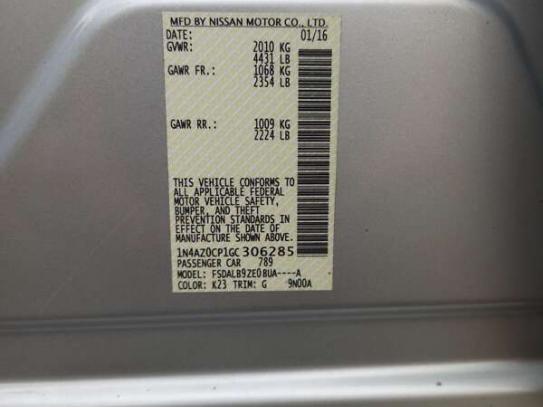 MFD BY NISSAN MOTOR CO., LTD.
DATE: 01/16
GVWR: 2010 KG
4431 LB
GAWR FR.: 1068 KG
2354 LB
GAWR RR.: 1009 KG
2224 LB
THIS VEHICLE CONFORMS TO
ALL APPLICABLE FEDERAL
MOTOR VEHICLE SAFETY,
BUMPER, AND THEFT
PREVENTION STANDARDS IN
EFFECT ON THE DATE OF
MANUFACTURE SHOWN ABOVE.
1N4AZ0CP1GC306285
PASSENGER CAR 789
MODEL: FSDALB9ZE0BUA----A
COLOR: K23 TRIM: G 9N00A